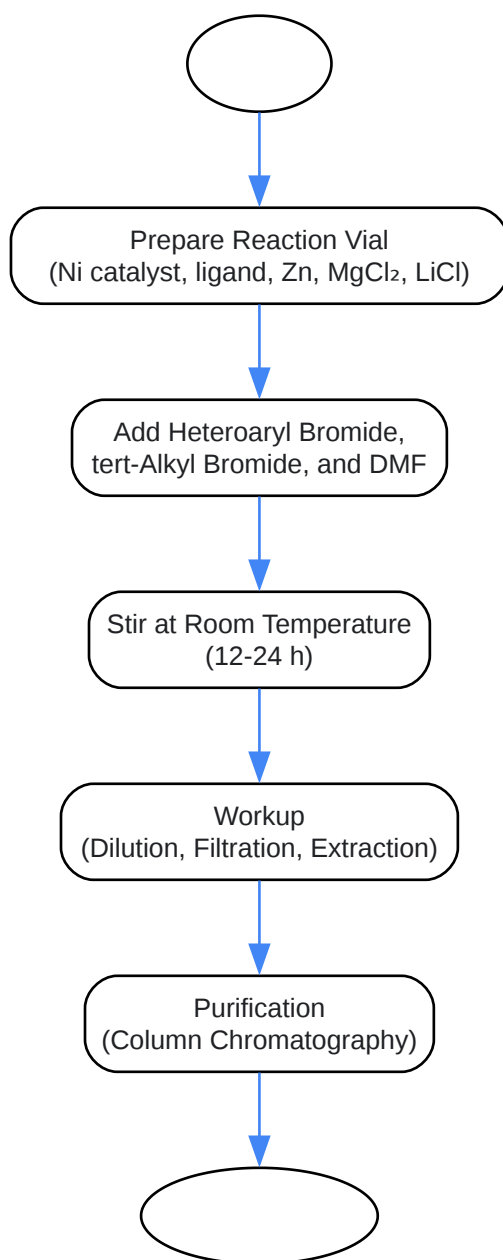 Prepare Reaction Vial
(Ni catalyst, ligand, Zn, MgCl₂, LiCl)
Add Heteroaryl Bromide,
tert-Alkyl Bromide, and DMF
Stir at Room Temperature
(12-24 h)
Workup
(Dilution, Filtration, Extraction)
Purification
(Column Chromatography)